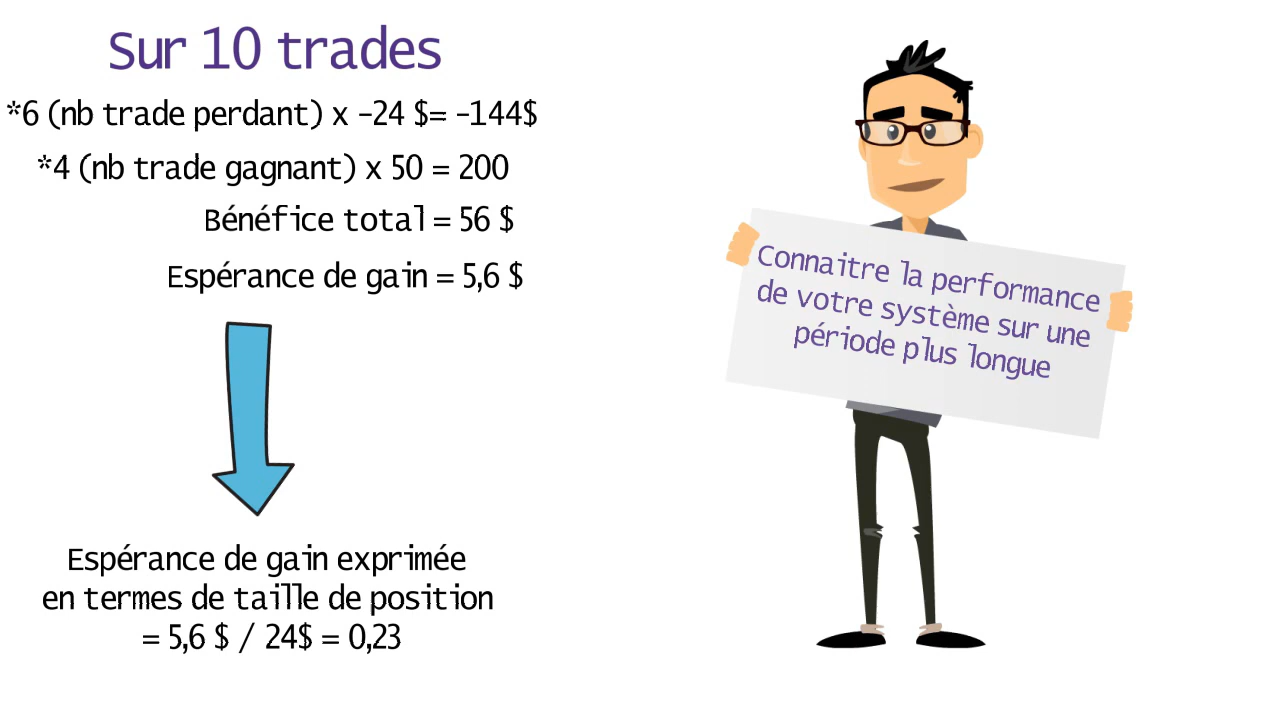 Sur 10 trades
*6 (nb trade perdant) x -24 $= -144$
*4 (nb trade gagnant) x 50 = 200
Bénéfice total = 56 $
Espérance de gain = 5,6 $
Espérance de gain exprimée
en termes de taille de position
= 5,6 $ / 24$ = 0,23
Connaitre la performance
de votre système sur une
période plus longue